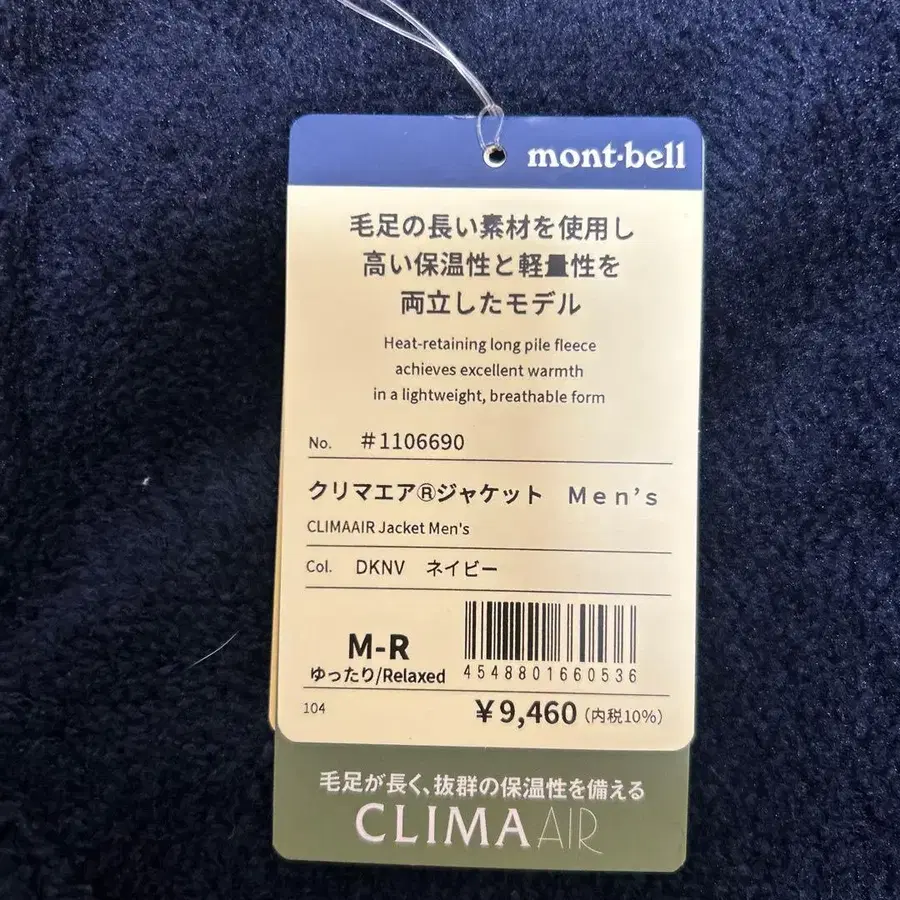 mont·bell
毛足の長い素材を使用し
高い保温性と軽量性を
両立したモデル
Heat-retaining long pile fleece
achieves excellent warmth
in a lightweight, breathable form
No. #1106690
クリマエア®ジャケット Men's
CLIMAAIR Jacket Men's
Col. DKNV ネイビー
M-R
ゆったり/Relaxed
4548801660536
104 ¥9,460 (内税10%)
毛足が長く、抜群の保温性を備える
CLIMAAIR